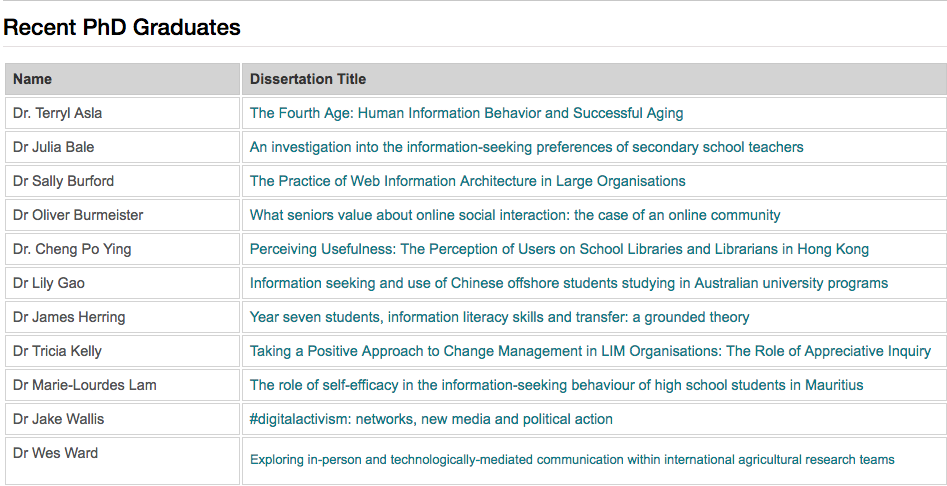 Recent PhD Graduates
Name Dissertation Title
Dr. Terryl Asla The Fourth Age: Human Information Behavior and Successful Aging
Dr Julia Bale An investigation into the information-seeking preferences of secondary school teachers
Dr Sally Burford The Practice of Web Information Architecture in Large Organisations
Dr Oliver Burmeister What seniors value about online social interaction: the case of an online community
Dr. Cheng Po Ying Perceiving Usefulness: The Perception of Users on School Libraries and Librarians in Hong Kong
Dr Lily Gao Information seeking and use of Chinese offshore students studying in Australian university programs
Dr James Herring Year seven students, information literacy skills and transfer: a grounded theory
Dr Tricia Kelly Taking a Positive Approach to Change Management in LIM Organisations: The Role of Appreciative Inquiry
Dr Marie-Lourdes Lam The role of self-efficacy in the information-seeking behaviour of high school students in Mauritius
Dr Jake Wallis #digitalactivism: networks, new media and political action
Dr Wes Ward Exploring in-person and technologically-mediated communication within international agricultural research teams